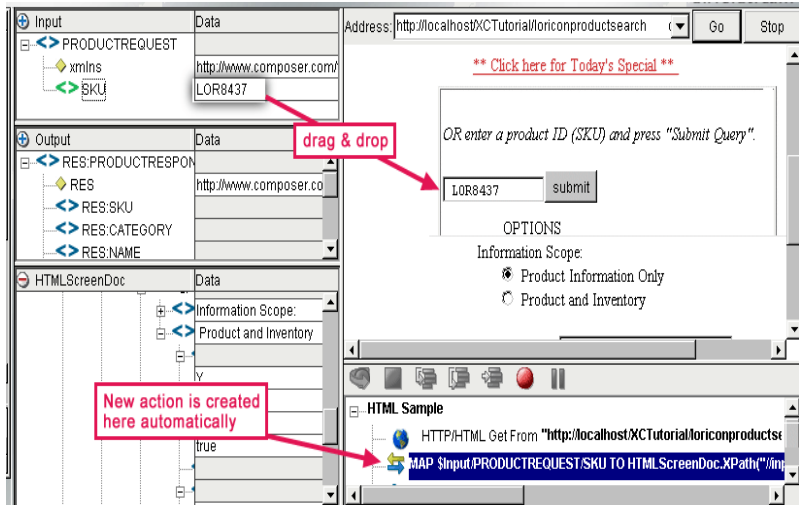 Input
Data
PRODUCTREQUEST
xmlns
http://www.composer.com/
SKU
LOR8437
drag & drop
Output
Data
RES:PRODUCTRESPON
RES
http://www.composer.co
RES:SKU
RES:CATEGORY
RES:NAME
HTMLScreenDoc
Data
Information Scope:
Product and Inventory
Y
New action is created
here automatically
true
Address:
http://localhost/XCTutorial/loriconproductsearch
Go
Stop
** Click here for Today's Special **
OR enter a product ID (SKU) and press "Submit Query".
LOR8437
submit
OPTIONS
Information Scope:
Product Information Only
Product and Inventory
HTML Sample
HTTP/HTML Get From "http://localhost/XCTutorial/loriconproductse
MAP $Input/PRODUCTREQUEST/SKU TO HTMLScreenDoc.XPath("//inp